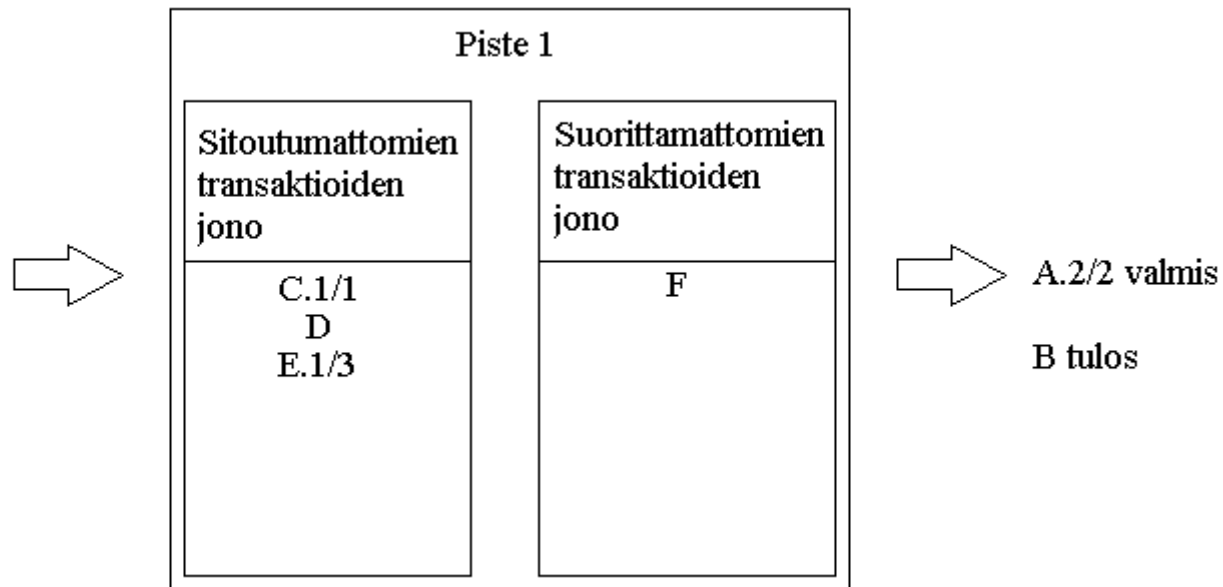 Piste 1
Sitoutumattomien
transaktioiden
jono
C.1/1
D
E.1/3
Suorittamattomien
transaktioiden
jono
F
A.2/2 valmis
B tulos